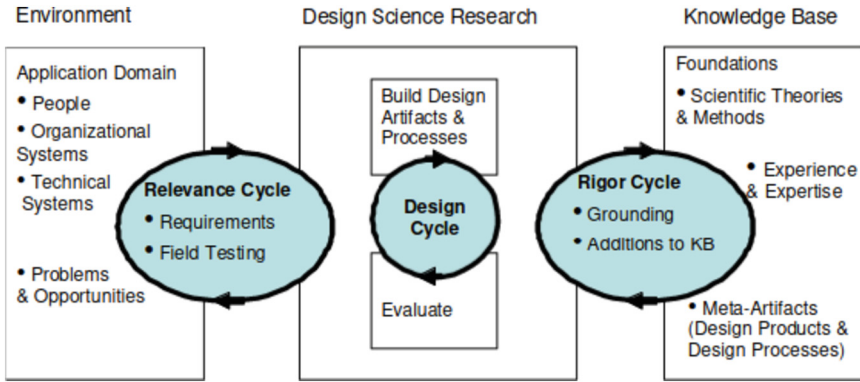 Environment
Design Science Research
Knowledge Base
Application Domain
• People
• Organizational
Systems
• Technical
Systems
• Problems
& Opportunities
Relevance Cycle
• Requirements
• Field Testing
Build Design
Artifacts &
Processes
Design
Cycle
Evaluate
Rigor Cycle
• Grounding
• Additions to KB
Foundations
• Scientific Theories
& Methods
• Experience
& Expertise
• Meta-Artifacts
(Design Products &
Design Processes)